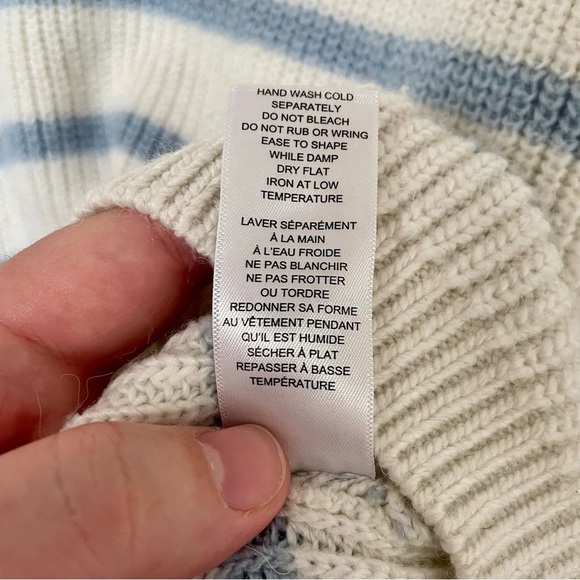 HAND WASH COLD
SEPARATELY
DO NOT BLEACH
DO NOT RUB OR WRING
EASE TO SHAPE
WHILE DAMP
DRY FLAT
IRON AT LOW
TEMPERATURE
LAVER SÉPARÉMENT
À LA MAIN
À L'EAU FROIDE
NE PAS BLANCHIR
NE PAS FROTTER
OU TORDRE
REDONNER SA FORME
AU VÊTEMENT PENDANT
QU'IL EST HUMIDE
SÉCHER À PLAT
REPASSER À BASSE
TEMPÉRATURE